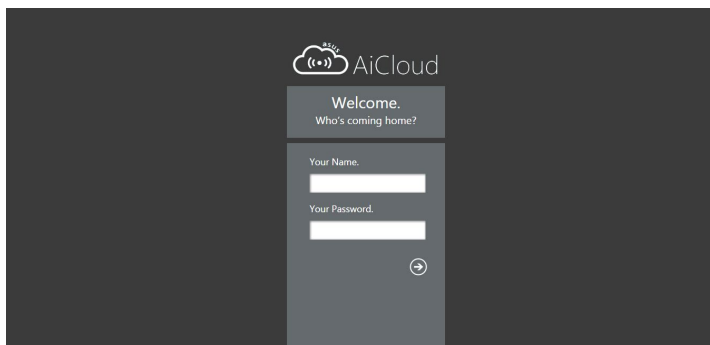 asus
AiCloud
Welcome.
Who's coming home?
Your Name.
Your Password.